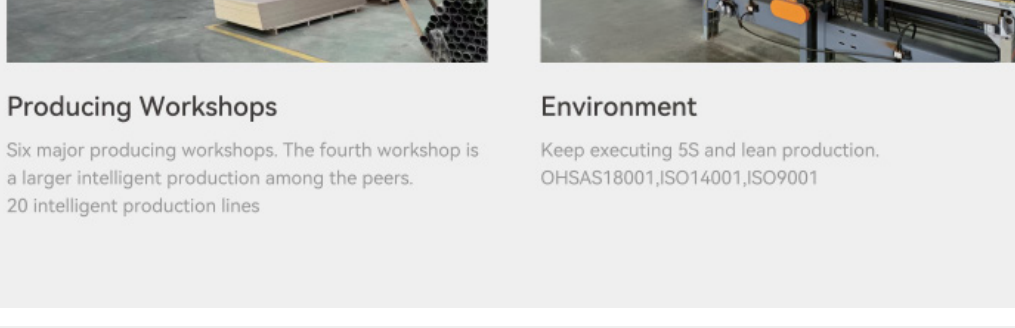 Producing Workshops
Six major producing workshops. The fourth workshop is
a larger intelligent production among the peers.
20 intelligent production lines
Environment
Keep executing 5S and lean production.
OHSAS18001,ISO14001,ISO9001